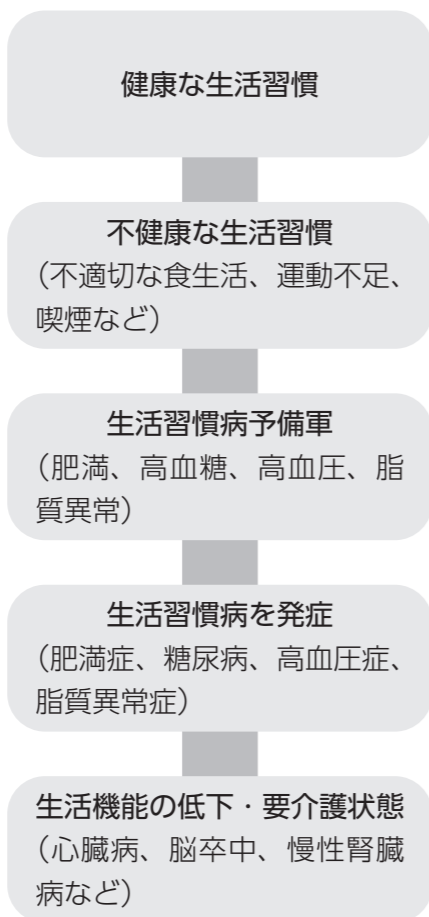 健康な生活習慣
不健康な生活習慣
（不適切な食生活、運動不足、
喫煙など）
生活習慣病予備軍
（肥満、高血糖、高血圧、脂
質異常）
生活習慣病を発症
（肥満症、糖尿病、高血圧症、
脂質異常症）
生活機能の低下・要介護状態
（心臓病、脳卒中、慢性腎臓
病など）